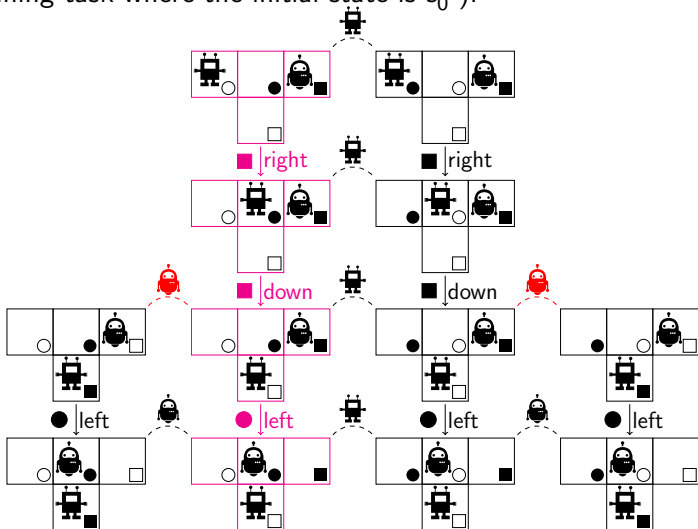 ning task where the initial state is s0 ).
right right
down down
left left left left